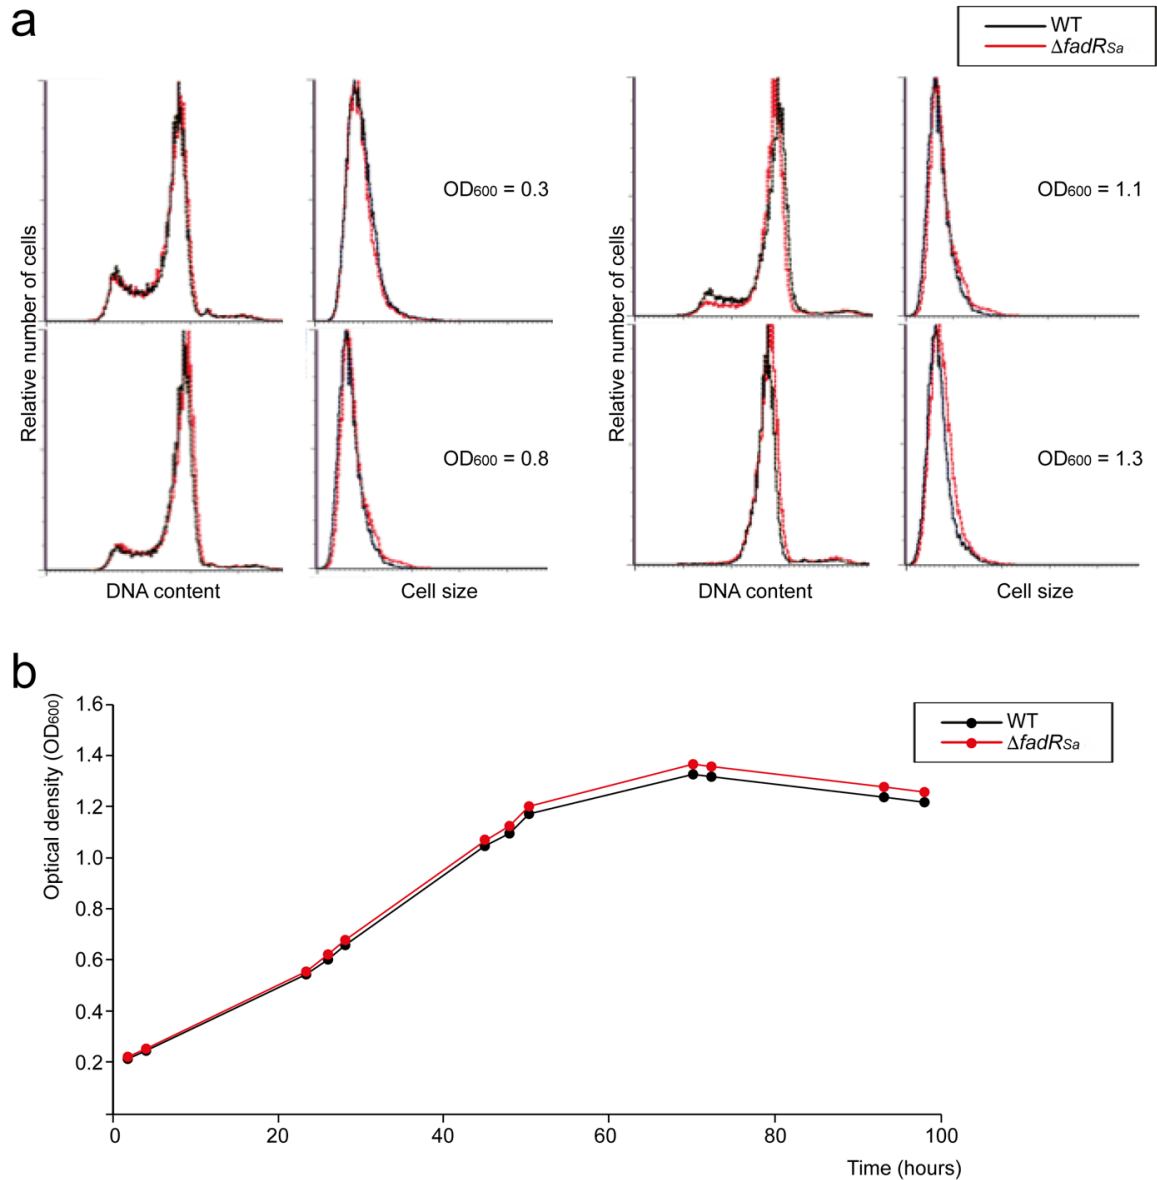 a
WT
ΔfadRSa
Relative number of cells
OD600 = 0.3
OD600 = 0.8
DNA content
Cell size
Relative number of cells
OD600 = 1.1
OD600 = 1.3
DNA content
Cell size
b
Optical density (OD600)
1.6
1.4
1.2
1.0
0.8
0.6
0.4
0.2
WT
ΔfadRSa
0 20 40 60 80 100
Time (hours)